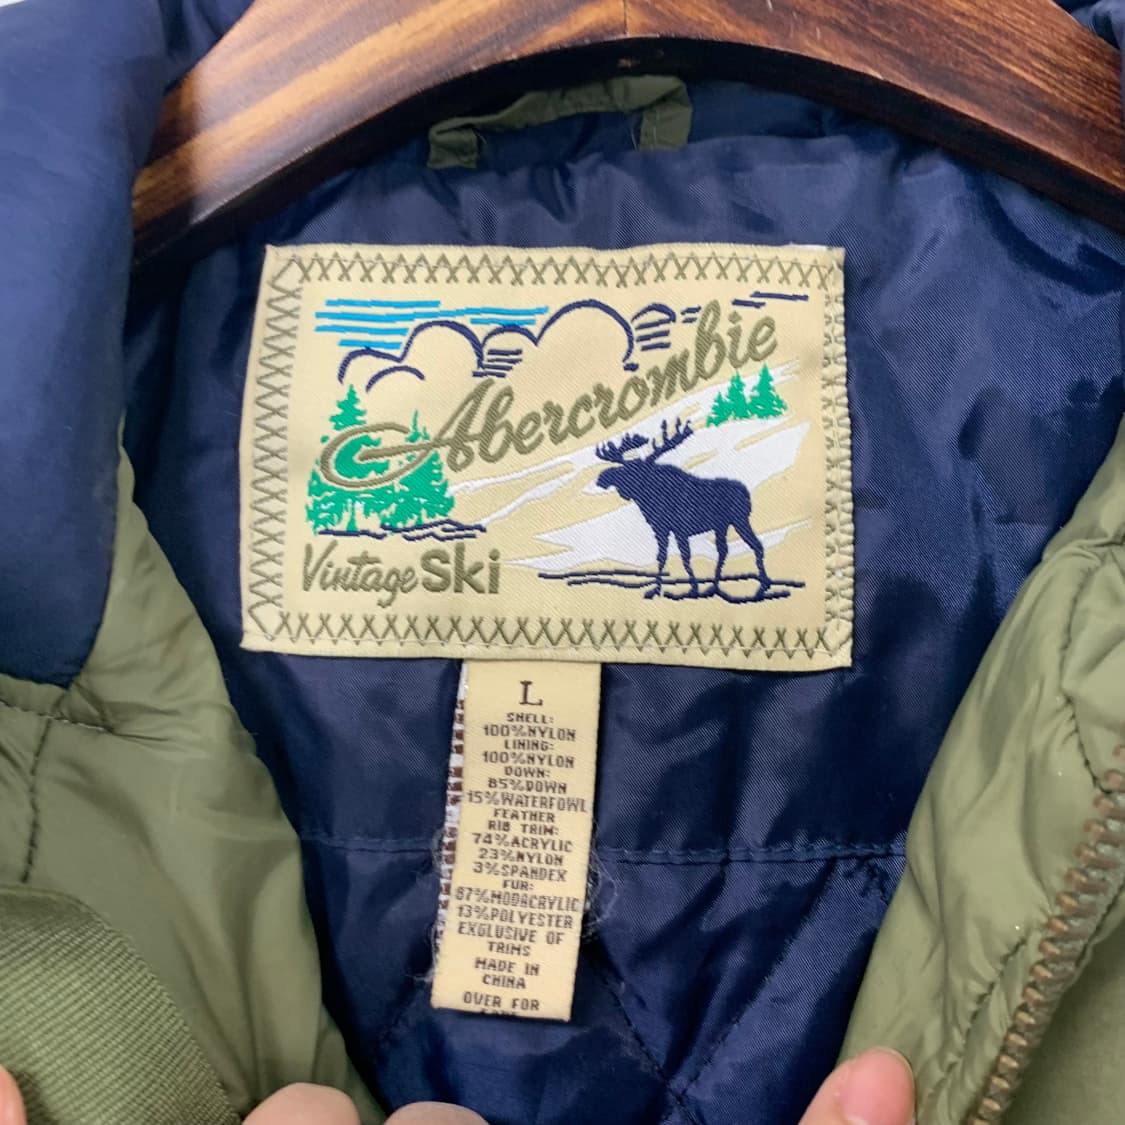 Abercrombie
Vintage Ski
L
SHELL:
100%NYLON
LINING:
100%NYLON
DOWN:
85%DOWN
15%WATERFOWL
FEATHER
RIB TRIM:
74%ACRYLIC
23%NYLON
3%SPANDEX
FUR:
87%MODACRYLIC
13%POLYESTER
EXCLUSIVE OF
TRIMS
MADE IN
CHINA
OVER FOR